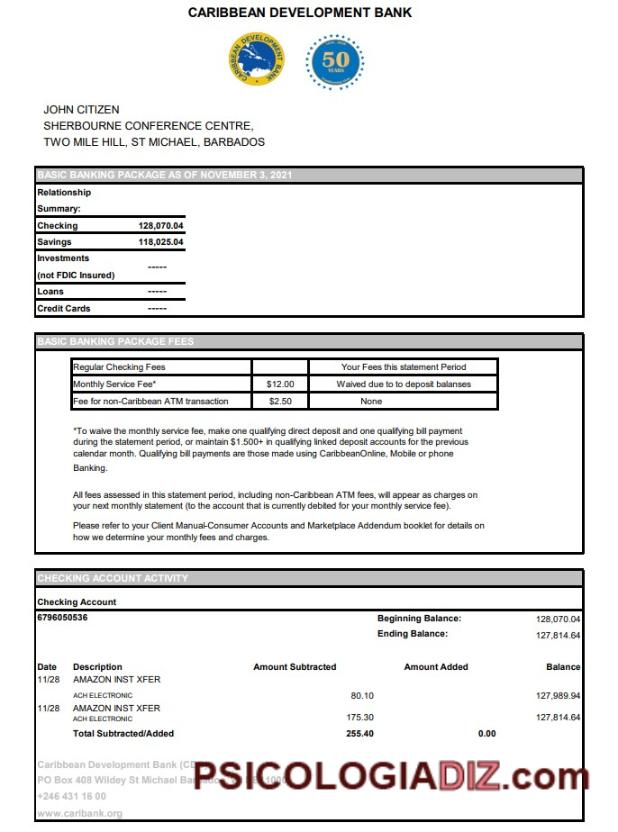 CARIBBEAN DEVELOPMENT BANK
CARIBBEAN DEVELOPMENT BANK
50
YEARS
JOHN CITIZEN
SHERBOURNE CONFERENCE CENTRE,
TWO MILE HILL, ST MICHAEL, BARBADOS
BASIC BANKING PACKAGE AS OF NOVEMBER 3, 2021
Relationship
Summary:
Checking 128,070.04
Savings 118,025.04
Investments
(not FDIC Insured) -----
Loans -----
Credit Cards -----
BASIC BANKING PACKAGE FEES
Regular Checking Fees Your Fees this statement Period
Monthly Service Fee* $12.00 Waived due to to deposit balanses
Fee for non-Caribbean ATM transaction $2.50 None
*To waive the monthly service fee, make one qualifying direct deposit and one qualifying bill payment
during the statement period, or maintain $1.500+ in qualifying linked deposit accounts for the previous
calendar month. Qualifying bill payments are those made using CaribbeanOnline, Mobile or phone
Banking.
All fees assessed in this statement period, including non-Caribbean ATM fees, will appear as charges on
your next monthly statement (to the account that is currently debited for your monthly service fee).
Please refer to your Client Manual-Consumer Accounts and Marketplace Addendum booklet for details on
how we determine your monthly fees and charges.
CHECKING ACCOUNT ACTIVITY
Checking Account
6796050536 Beginning Balance: 128,070.04
Ending Balance: 127,814.64
Date Description Amount Subtracted Amount Added Balance
11/28 AMAZON INST XFER
ACH ELECTRONIC 80.10 127,989.94
11/28 AMAZON INST XFER
ACH ELECTRONIC 175.30 127,814.64
Total Subtracted/Added 255.40 0.00
Caribbean Development Bank
PO Box 408 Wildey St Michael
PSICOLOGIADIZ.com
+246 431 16 00
www.caribank.org